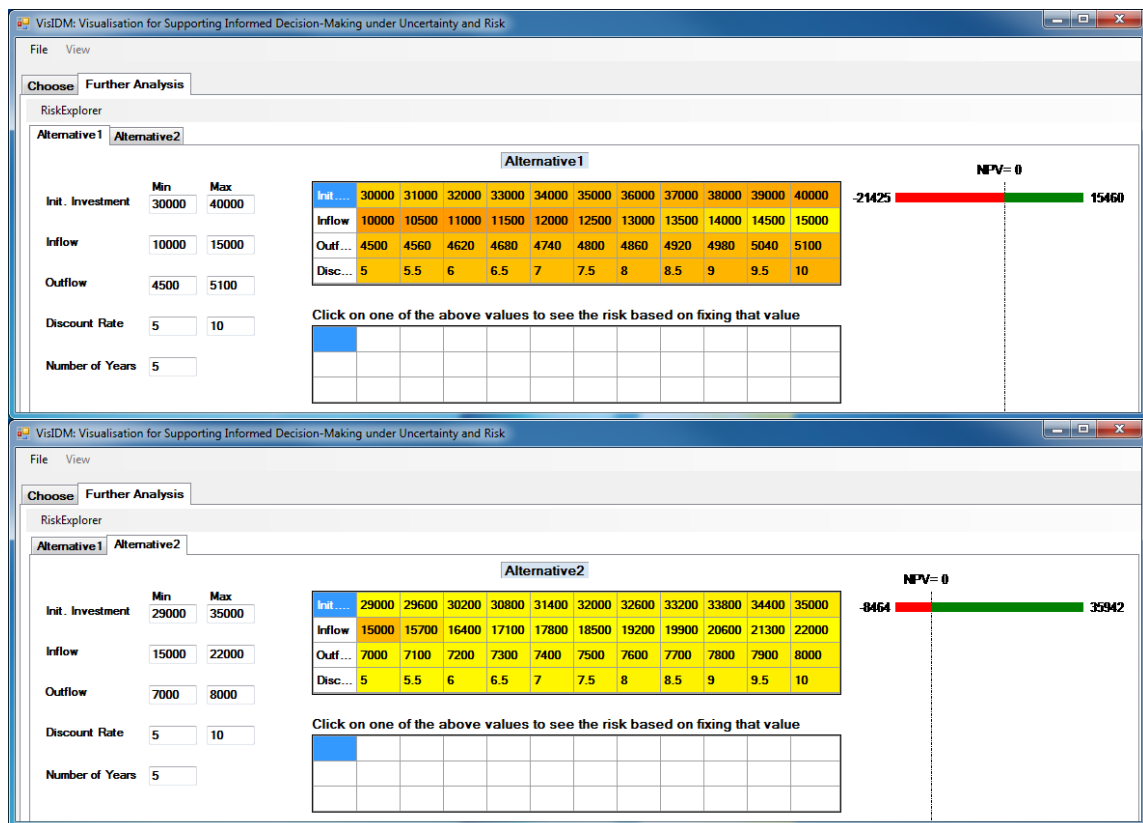 VisIDM: Visualisation for Supporting Informed Decision-Making under Uncertainty and Risk
File View
Choose Further Analysis
RiskExplorer
Alternative1 Alternative2
Alternative1
NPV= 0
-21425 15460
Min Max
Init. Investment 30000 40000
Inflow 10000 15000
Outflow 4500 5100
Discount Rate 5 10
Number of Years 5
Init.... 30000 31000 32000 33000 34000 35000 36000 37000 38000 39000 40000
Inflow 10000 10500 11000 11500 12000 12500 13000 13500 14000 14500 15000
Outf... 4500 4560 4620 4680 4740 4800 4860 4920 4980 5040 5100
Disc... 5 5.5 6 6.5 7 7.5 8 8.5 9 9.5 10
Click on one of the above values to see the risk based on fixing that value
VisIDM: Visualisation for Supporting Informed Decision-Making under Uncertainty and Risk
File View
Choose Further Analysis
RiskExplorer
Alternative1 Alternative2
Alternative2
NPV= 0
-8464 35942
Min Max
Init. Investment 29000 35000
Inflow 15000 22000
Outflow 7000 8000
Discount Rate 5 10
Number of Years 5
Init.... 29000 29600 30200 30800 31400 32000 32600 33200 33800 34400 35000
Inflow 15000 15700 16400 17100 17800 18500 19200 19900 20600 21300 22000
Outf... 7000 7100 7200 7300 7400 7500 7600 7700 7800 7900 8000
Disc... 5 5.5 6 6.5 7 7.5 8 8.5 9 9.5 10
Click on one of the above values to see the risk based on fixing that value